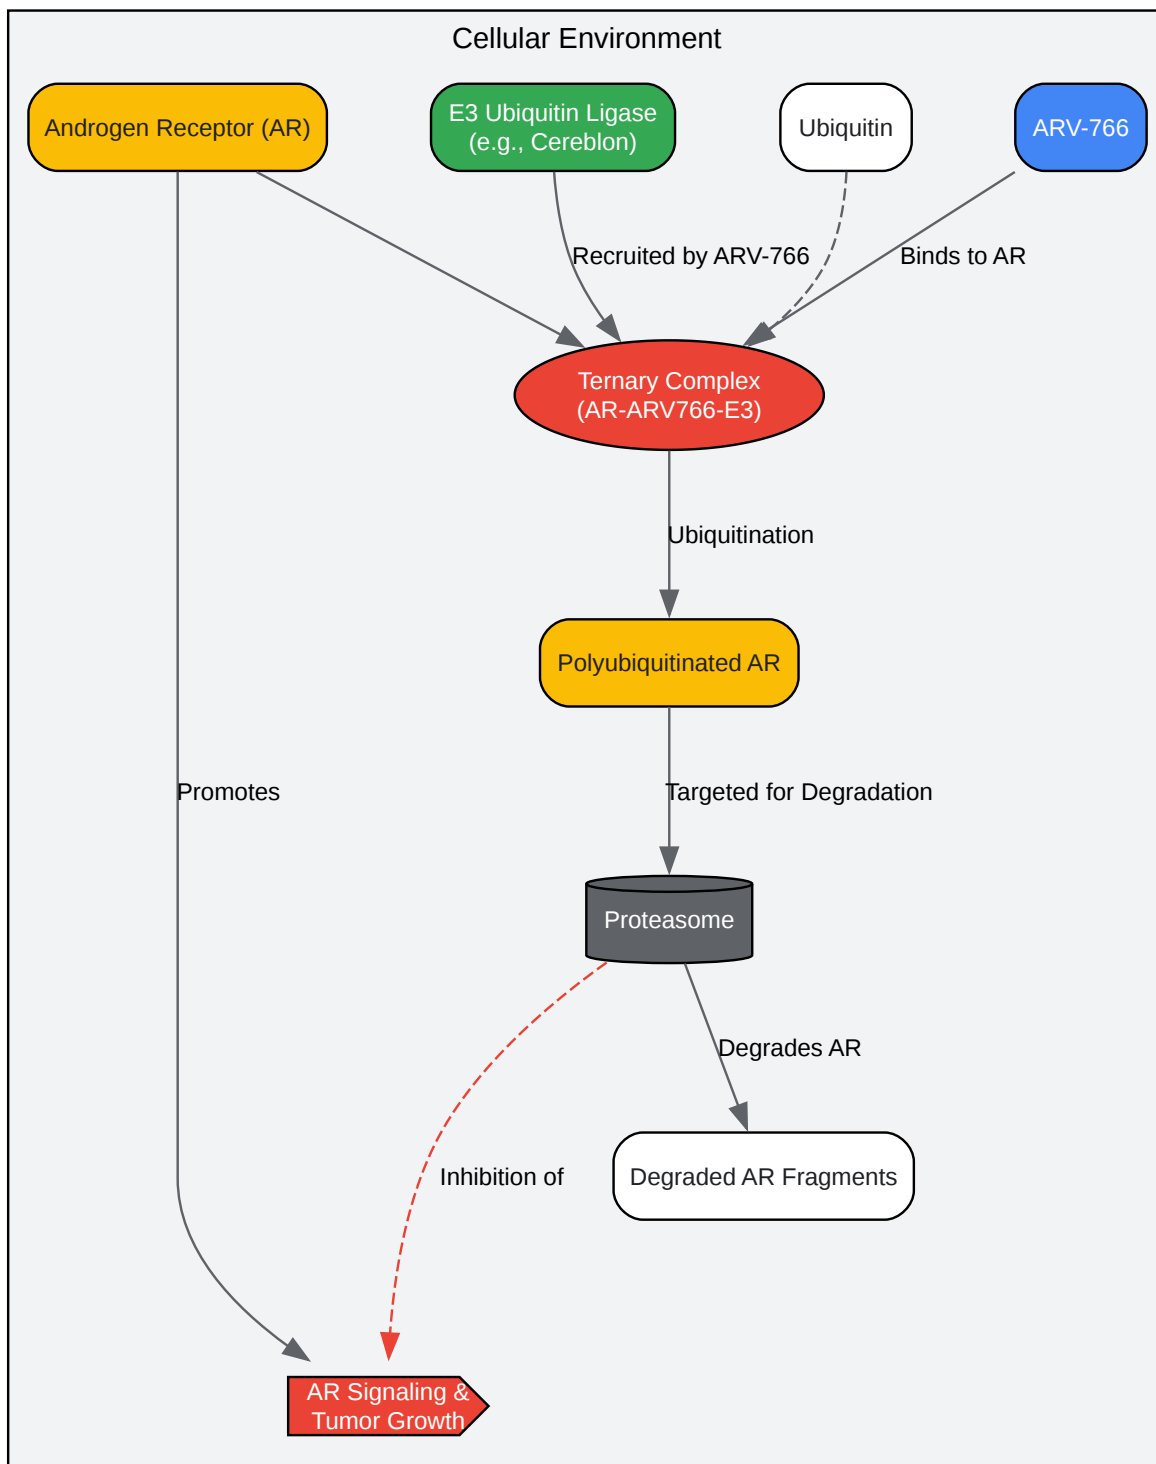 Cellular Environment
Androgen Receptor (AR)
E3 Ubiquitin Ligase
(e.g., Cereblon)
Ubiquitin
ARV-766
Recruited by ARV-766
Binds to AR
Ternary Complex
(AR-ARV766-E3)
Ubiquitination
Polyubiquitinated AR
Promotes
Targeted for Degradation
Proteasome
Degrades AR
Inhibition of
Degraded AR Fragments
AR Signaling &
Tumor Growth